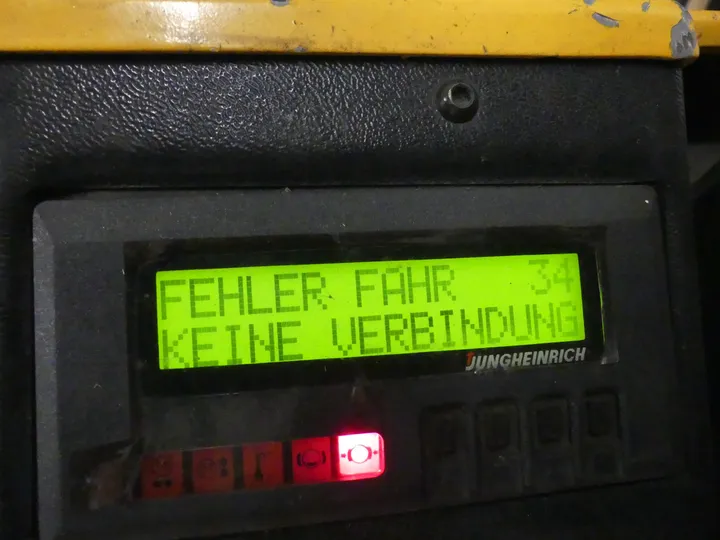 FEHLER FAHR 34
KEINE VERBINDUNG
JUNGHEINRICH